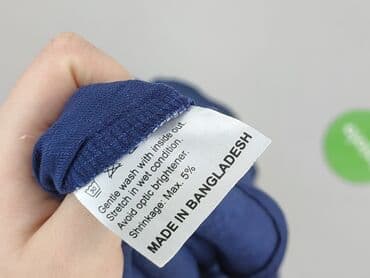 Gentle wash with inside out.
Stretch in wet condition.
Avoid optic brightener.
Shrinkage: Max. 5%
MADE IN BANGLADESH